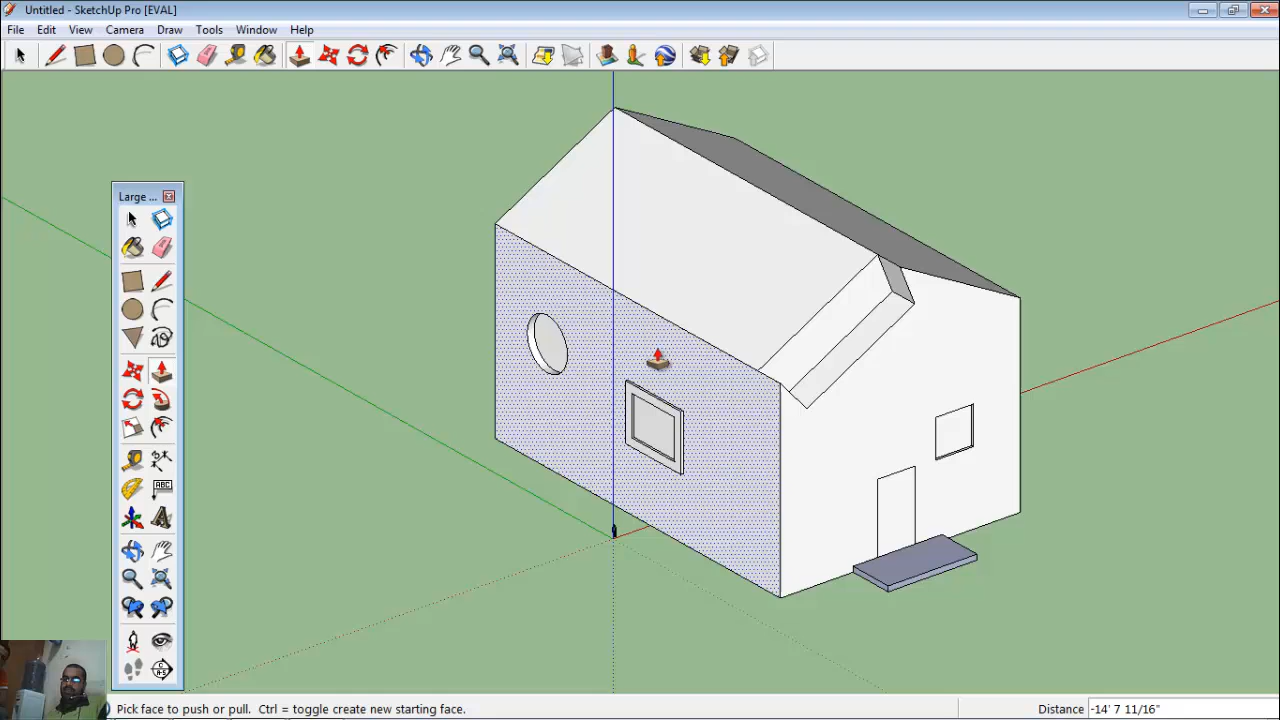 Untitled - SketchUp Pro [EVAL]
File Edit View Camera Draw Tools Window Help
Large ...
ABC
Pick face to push or pull. Ctrl = toggle create new starting face.
Distance -14' 7 11/16"